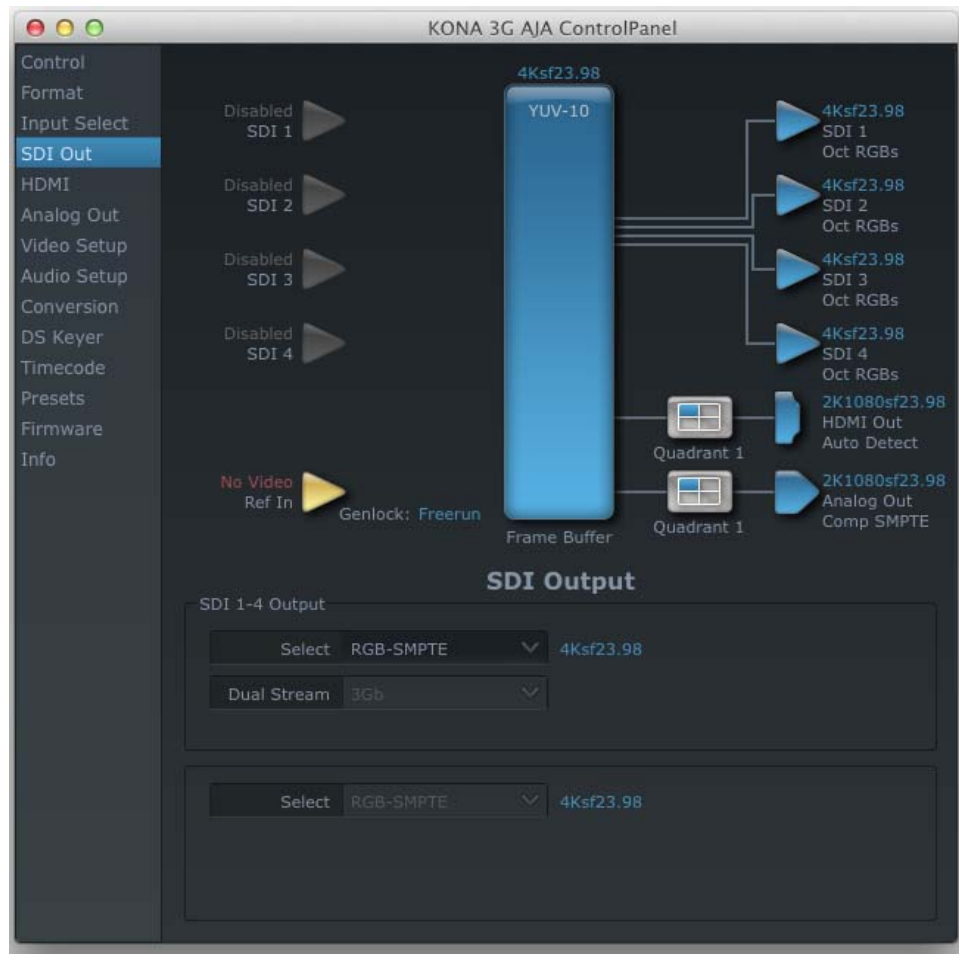 KONA 3G AJA ControlPanel
Control
Format
Input Select
SDI Out
HDMI
Analog Out
Video Setup
Audio Setup
Conversion
DS Keyer
Timecode
Presets
Firmware
Info
4Ksf23.98
YUV-10
Frame Buffer
Disabled
SDI 1
Disabled
SDI 2
Disabled
SDI 3
Disabled
SDI 4
No Video
Ref In
Genlock: Freerun
4Ksf23.98
SDI 1
Oct RGBs
4Ksf23.98
SDI 2
Oct RGBs
4Ksf23.98
SDI 3
Oct RGBs
4Ksf23.98
SDI 4
Oct RGBs
Quadrant 1
2K1080sf23.98
HDMI Out
Auto Detect
Quadrant 1
2K1080sf23.98
Analog Out
Comp SMPTE
SDI Output
SDI 1-4 Output
Select RGB-SMPTE 4Ksf23.98
Dual Stream 3Gb
Select RGB-SMPTE 4Ksf23.98